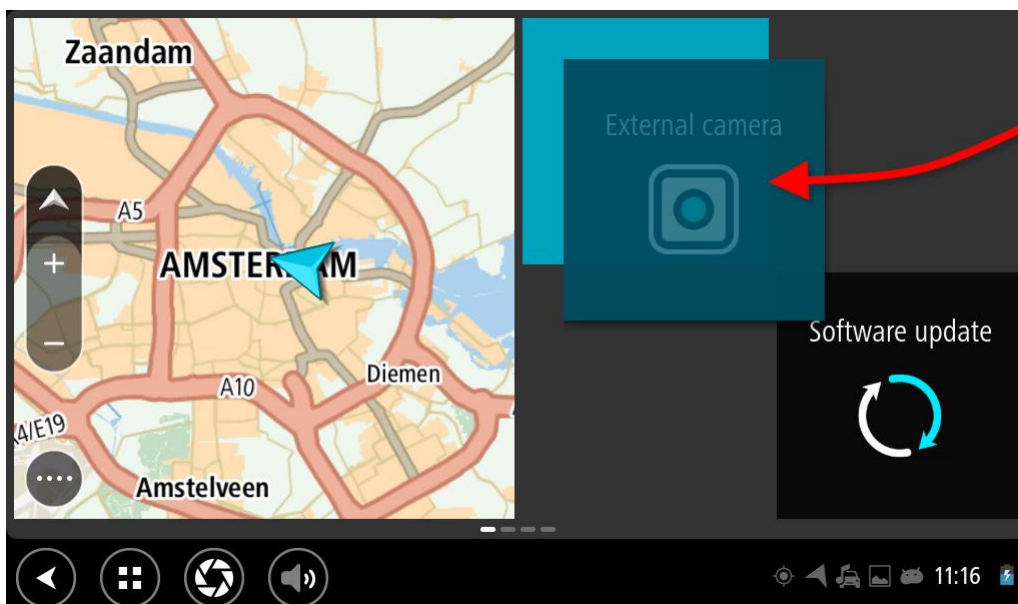 Zaandam
External camera
A5
AMSTERDAM
Software update
Diemen
A10
4/E19
Amstelveen
11:16